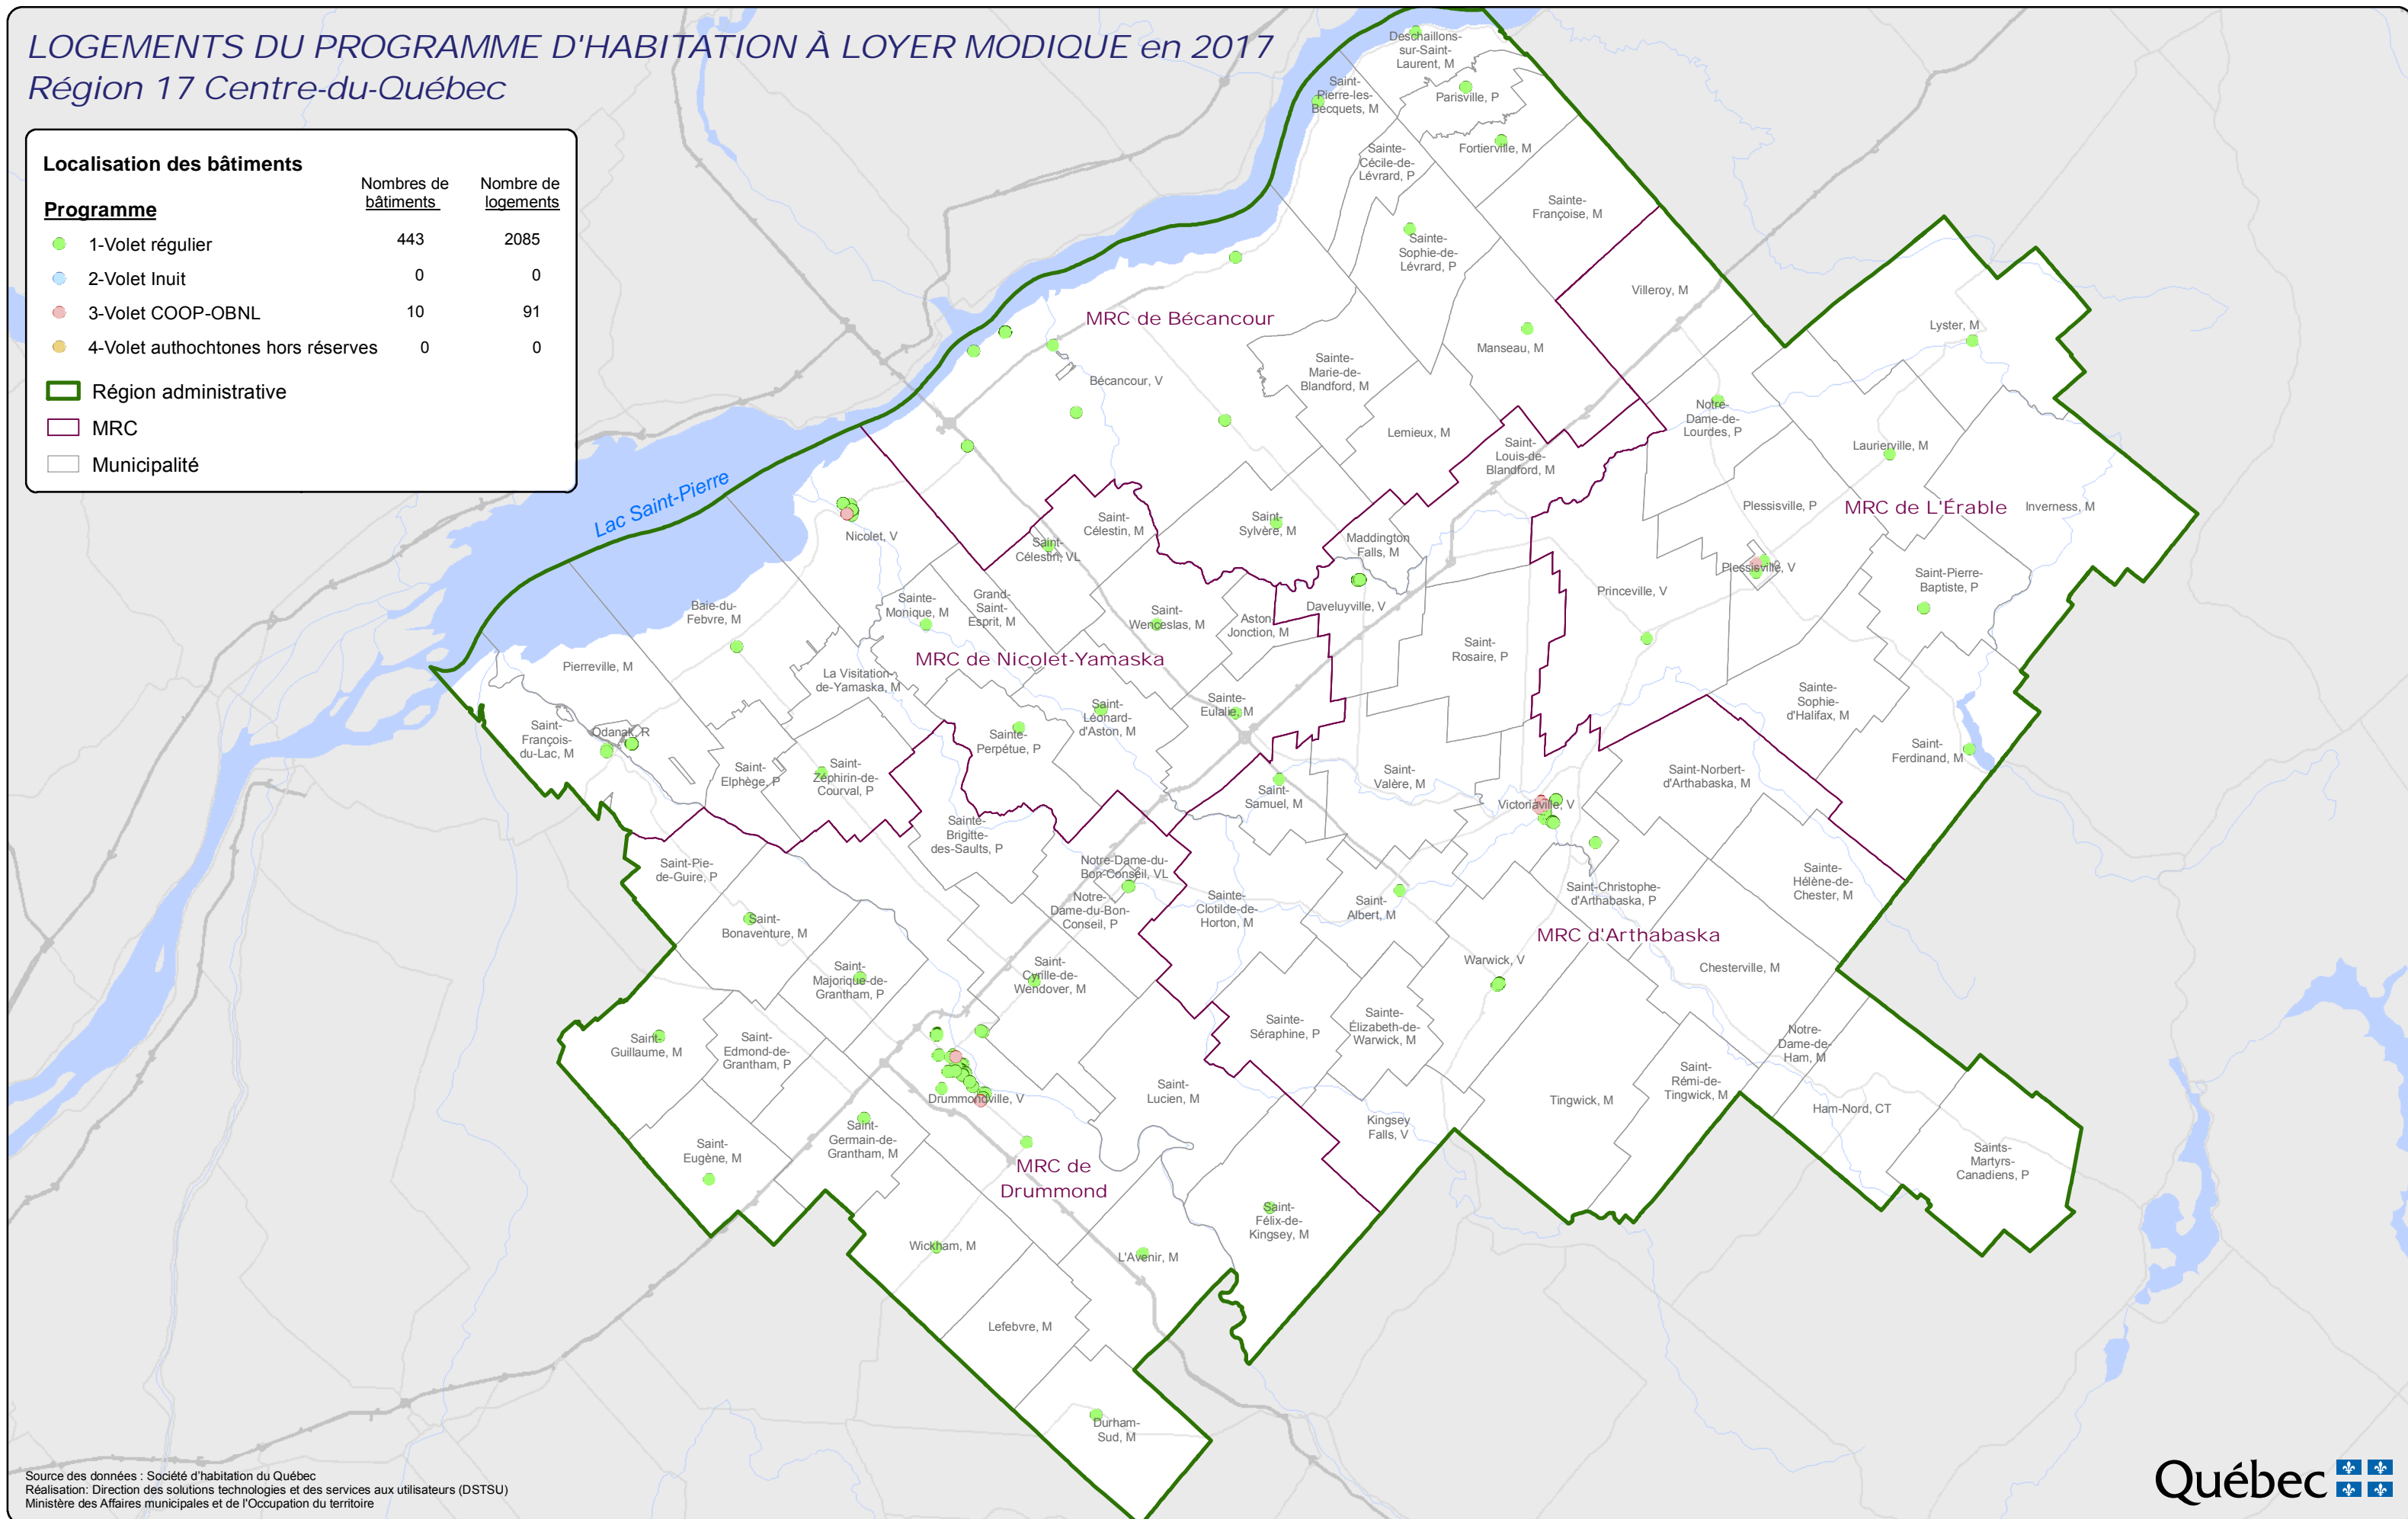 LOGEMENTS DU PROGRAMME D'HABITATION À LOYER MODIQUE en 2017
Région 17 Centre-du-Québec
Localisation des bâtiments
Programme
Nombres de
bâtiments
Nombre de
logements
1-Volet régulier 443 2085
2-Volet Inuit 0 0
3-Volet COOP-OBNL 10 91
4-Volet authochtones hors réserves 0 0
Région administrative
MRC
Municipalité
Lac Saint-Pierre
Deschaillons-
sur-Saint-
Laurent, M
Saint-
Pierre-les-
Becquets, M
Parisville, P
Fortierville, M
Sainte-
Cécile-de-
Lévrard, P
Sainte-
Françoise, M
Sainte-
Sophie-de-
Lévrard, P
Villeroy, M
MRC de Bécancour
Lyster, M
Manseau, M
Sainte-
Marie-de-
Blandford, M
Bécancour, V
Notre-
Dame-de-
Lourdes, P
Lemieux, M
Laurierville, M
Saint-
Louis-de-
Blandford, M
Plessisville, P
MRC de L'Érable
Inverness, M
Saint-
Célestin, M
Saint-
Sylvère, M
Nicolet, V
Saint-
Célestin, VL
Maddington
Falls, M
Plessisville, V
Saint-Pierre-
Baptiste, P
Princeville, V
Baie-du-
Febvre, M
Sainte-
Monique, M
Grand-
Saint-
Esprit, M
Saint-
Wenceslas, M
Aston-
Jonction, M
Daveluyville, V
Saint-
Rosaire, P
MRC de Nicolet-Yamaska
Pierreville, M
La Visitation-
de-Yamaska, M
Sainte-
Sophie-
d'Halifax, M
Saint-
Léonard-
d'Aston, M
Sainte-
Eulalie, M
Saint-
François-
du-Lac, M
Odanak, R
Sainte-
Perpétue, P
Saint-
Ferdinand, M
Saint-
Elphège, P
Saint-
Zéphirin-de-
Courval, P
Saint-
Valère, M
Saint-Norbert-
d'Arthabaska, M
Saint-
Samuel, M
Victoriaville, V
Sainte-
Brigitte-
des-Saults, P
Saint-Pie-
de-Guire, P
Notre-Dame-du-
Bon-Conseil, VL
Notre-
Dame-du-Bon-
Conseil, P
Sainte-
Clotilde-de-
Horton, M
Saint-
Albert, M
Saint-Christophe-
d'Arthabaska, P
Sainte-
Hélène-de-
Chester, M
Saint-
Bonaventure, M
MRC d'Arthabaska
Saint-
Majorique-de-
Grantham, P
Saint-
Cyrille-de-
Wendover, M
Warwick, V
Chesterville, M
Saint-
Guillaume, M
Saint-
Edmond-de-
Grantham, P
Sainte-
Séraphine, P
Sainte-
Élizabeth-de-
Warwick, M
Notre-
Dame-de-
Ham, M
Drummondville, V
Saint-
Lucien, M
Tingwick, M
Saint-
Rémi-de-
Tingwick, M
Ham-Nord, CT
Saint-
Eugène, M
Saint-
Germain-de-
Grantham, M
Kingsey
Falls, V
MRC de
Drummond
Saints-
Martyrs-
Canadiens, P
Saint-
Félix-de-
Kingsey, M
Wickham, M
L'Avenir, M
Lefebvre, M
Durham-
Sud, M
Source des données : Société d'habitation du Québec
Réalisation: Direction des solutions technologies et des services aux utilisateurs (DSTSU)
Ministère des Affaires municipales et de l'Occupation du territoire
Québec